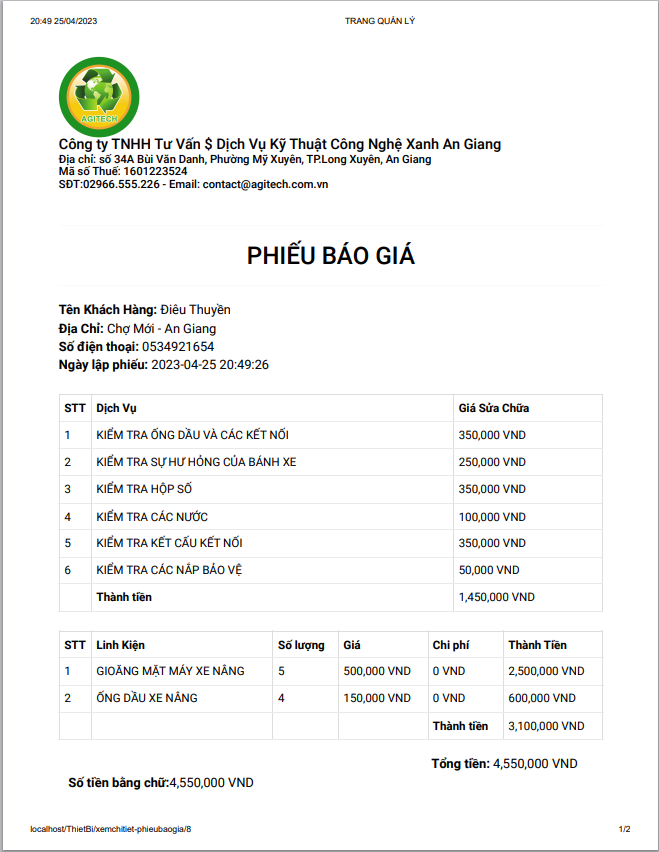 20:49 25/04/2023 TRANG QUẢN LÝ
AGITECH
Công ty TNHH Tư Vấn $ Dịch Vụ Kỹ Thuật Công Nghệ Xanh An Giang
Địa chỉ: số 34A Bùi Văn Danh, Phường Mỹ Xuyên, TP.Long Xuyên, An Giang
Mã số Thuế: 1601223524
SĐT:02966.555.226 - Email: contact@agitech.com.vn
PHIẾU BÁO GIÁ
Tên Khách Hàng: Điêu Thuyền
Địa Chỉ: Chợ Mới - An Giang
Số điện thoại: 0534921654
Ngày lập phiếu: 2023-04-25 20:49:26
STT Dịch Vụ Giá Sửa Chữa
1 KIỂM TRA ỐNG DẦU VÀ CÁC KẾT NỐI 350,000 VND
2 KIỂM TRA SỰ HƯ HỎNG CỦA BÁNH XE 250,000 VND
3 KIỂM TRA HỘP SỐ 350,000 VND
4 KIỂM TRA CÁC NƯỚC 100,000 VND
5 KIỂM TRA KẾT CẤU KẾT NỐI 350,000 VND
6 KIỂM TRA CÁC NẮP BẢO VỆ 50,000 VND
Thành tiền 1,450,000 VND
STT Linh Kiện Số lượng Giá Chi phí Thành Tiền
1 GIOĂNG MẶT MÁY XE NÂNG 5 500,000 VND 0 VND 2,500,000 VND
2 ỐNG DẦU XE NÂNG 4 150,000 VND 0 VND 600,000 VND
Thành tiền 3,100,000 VND
Tổng tiền: 4,550,000 VND
Số tiền bằng chữ:4,550,000 VND
localhost/ThietBi/xemchitiet-phieubaogia/8 1/2